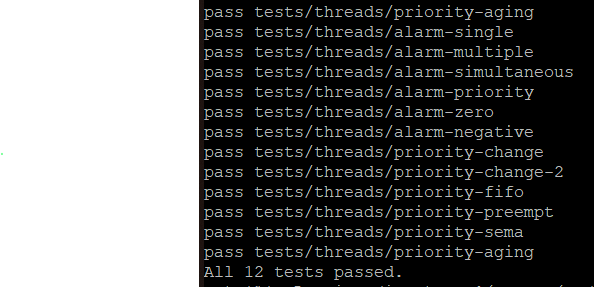 pass tests/threads/priority-aging
pass tests/threads/alarm-single
pass tests/threads/alarm-multiple
pass tests/threads/alarm-simultaneous
pass tests/threads/alarm-priority
pass tests/threads/alarm-zero
pass tests/threads/alarm-negative
pass tests/threads/priority-change
pass tests/threads/priority-change-2
pass tests/threads/priority-fifo
pass tests/threads/priority-preempt
pass tests/threads/priority-sema
pass tests/threads/priority-aging
All 12 tests passed.